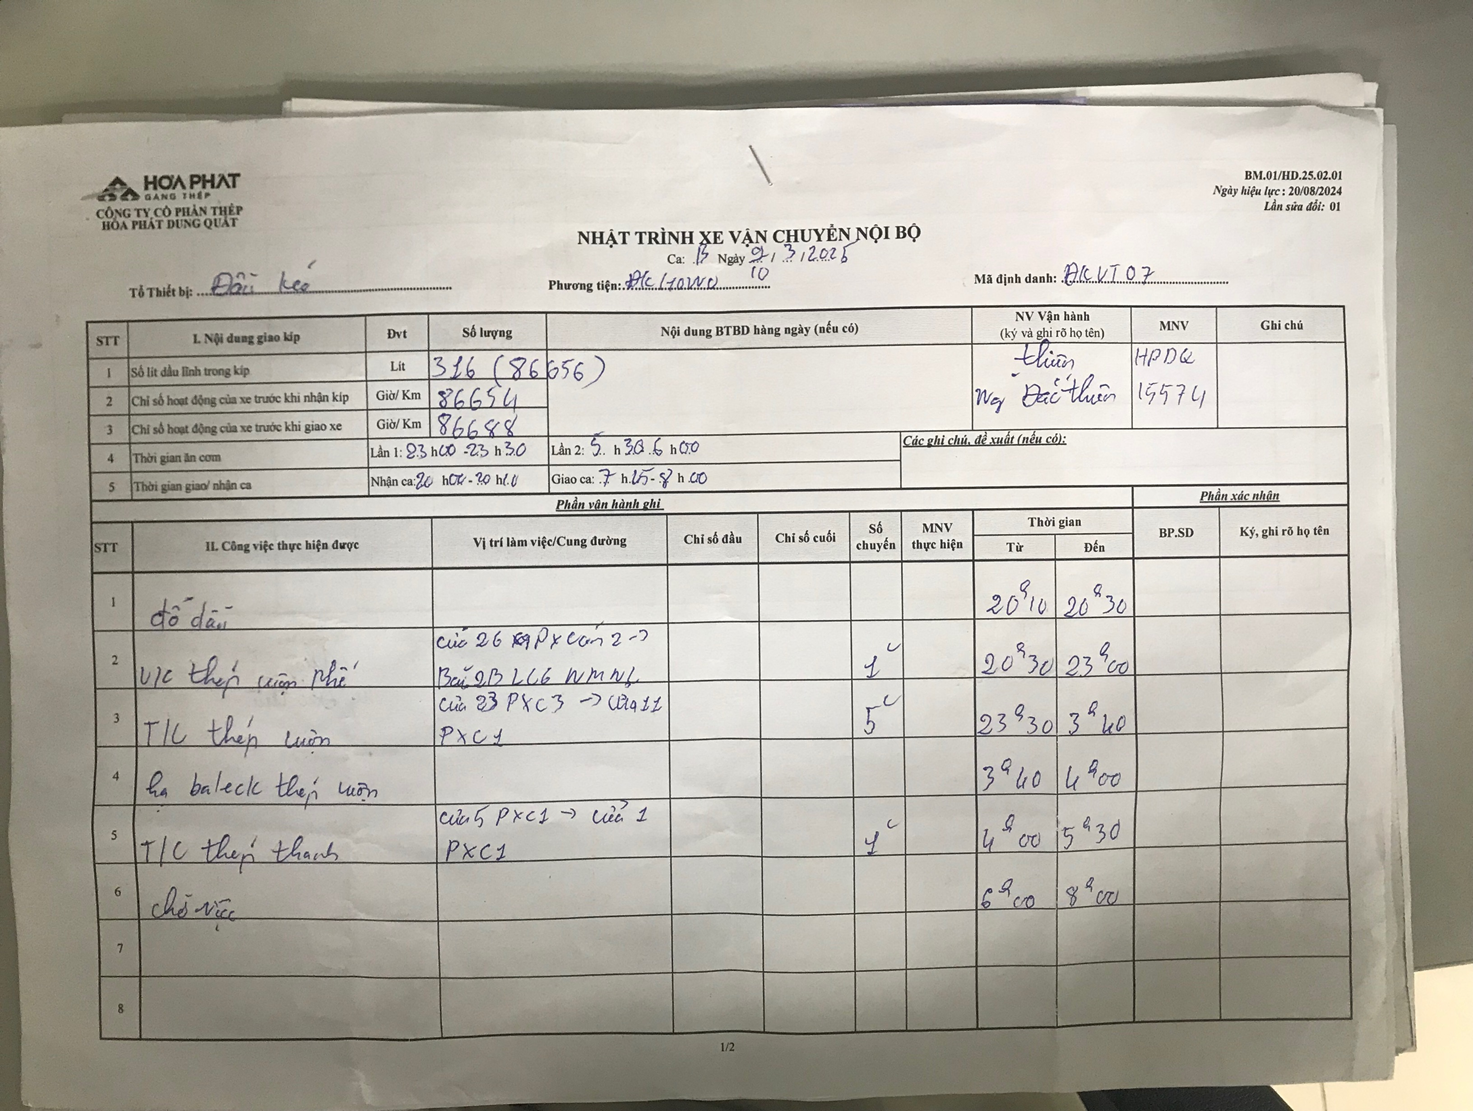 HÒA PHÁT
GANG THÉP
CÔNG TY CỔ PHẦN THÉP
HÒA PHÁT DUNG QUẤT
BM.01/HD.25.02.01
Ngày hiệu lực : 20/08/2024
Lần sửa đổi: 01
NHẬT TRÌNH XE VẬN CHUYỂN NỘI BỘ
Ca: B Ngày 9/3/2025
10
Tổ Thiết bị: Đầu kéo
Phương tiện: ĐK HOWO
Mã định danh: ĐKVT07
STT I. Nội dung giao kíp Đvt Số lượng Nội dung BTBD hàng ngày (nếu có) NV Vận hành (ký và ghi rõ họ tên) MNV Ghi chú
1 Số lít dầu lĩnh trong kíp Lít 316 (86656) Thiên HPDQ
2 Chỉ số hoạt động của xe trước khi nhận kíp Giờ/ Km 86654 Ng Đắc Thiên 15574
3 Chỉ số hoạt động của xe trước khi giao xe Giờ/ Km 86688
4 Thời gian ăn cơm Lần 1: 23 h00 - 23 h 30 Lần 2: 5 h 30 6 h00 Các ghi chú, đề xuất (nếu có):
5 Thời gian giao/ nhận ca Nhận ca: 20 h00 - 20 h10 Giao ca: 7 h 15 - 8 h 00
Phần vận hành ghi Phần xác nhận
STT II. Công việc thực hiện được Vị trí làm việc/Cung đường Chỉ số đầu Chỉ số cuối Số chuyến MNV thực hiện Thời gian BP.SD Ký, ghi rõ họ tên
Từ Đến
1 đổ dầu 20h10 20h30
2 V/C thép cuộn phế cửa 26 PX Cán 2 → Bãi 2B LCG NMNL 1c 20h30 23h00
3 T/C thép cuộn cửa 23 PXC3 → cửa 11 PXC1 5c 23h30 3h40
4 hạ baleck thép cuộn 3h40 4h00
5 T/C thép thanh cửa 5 PXC1 → cửa 1 PXC1 1c 4h00 5h30
6 chờ việc 6h00 8h00
7
8
1/2